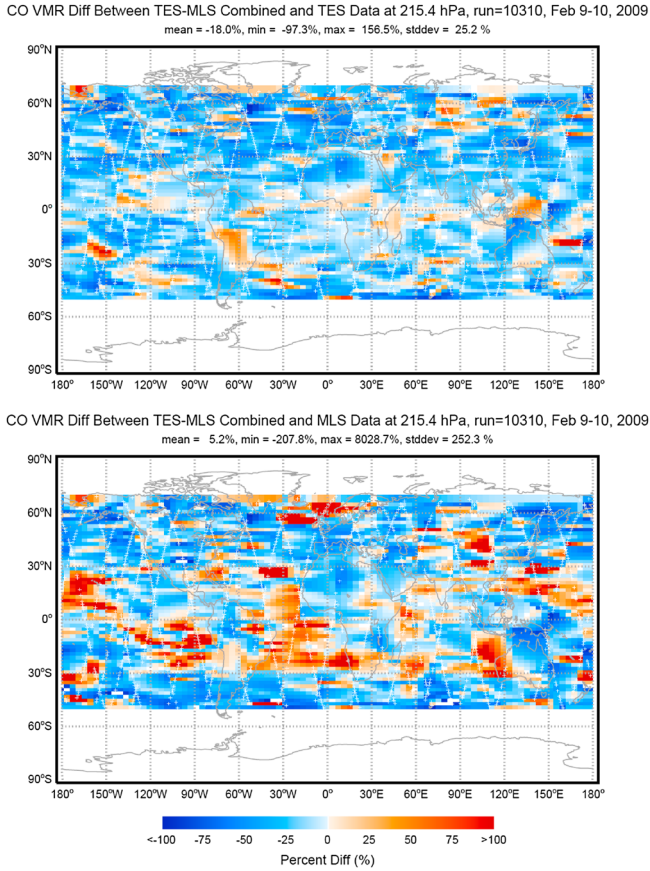 CO VMR Diff Between TES-MLS Combined and TES Data at 215.4 hPa, run=10310, Feb 9-10, 2009
mean = -18.0%, min = -97.3%, max = 156.5%, stddev = 25.2 %
90°N
60°N
30°N
0°
30°S
60°S
90°S
180° 150°W 120°W 90°W 60°W 30°W 0° 30°E 60°E 90°E 120°E 150°E 180°
CO VMR Diff Between TES-MLS Combined and MLS Data at 215.4 hPa, run=10310, Feb 9-10, 2009
mean = 5.2%, min = -207.8%, max = 8028.7%, stddev = 252.3 %
90°N
60°N
30°N
0°
30°S
60°S
90°S
180° 150°W 120°W 90°W 60°W 30°W 0° 30°E 60°E 90°E 120°E 150°E 180°
<-100 -75 -50 -25 0 25 50 75 >100
Percent Diff (%)